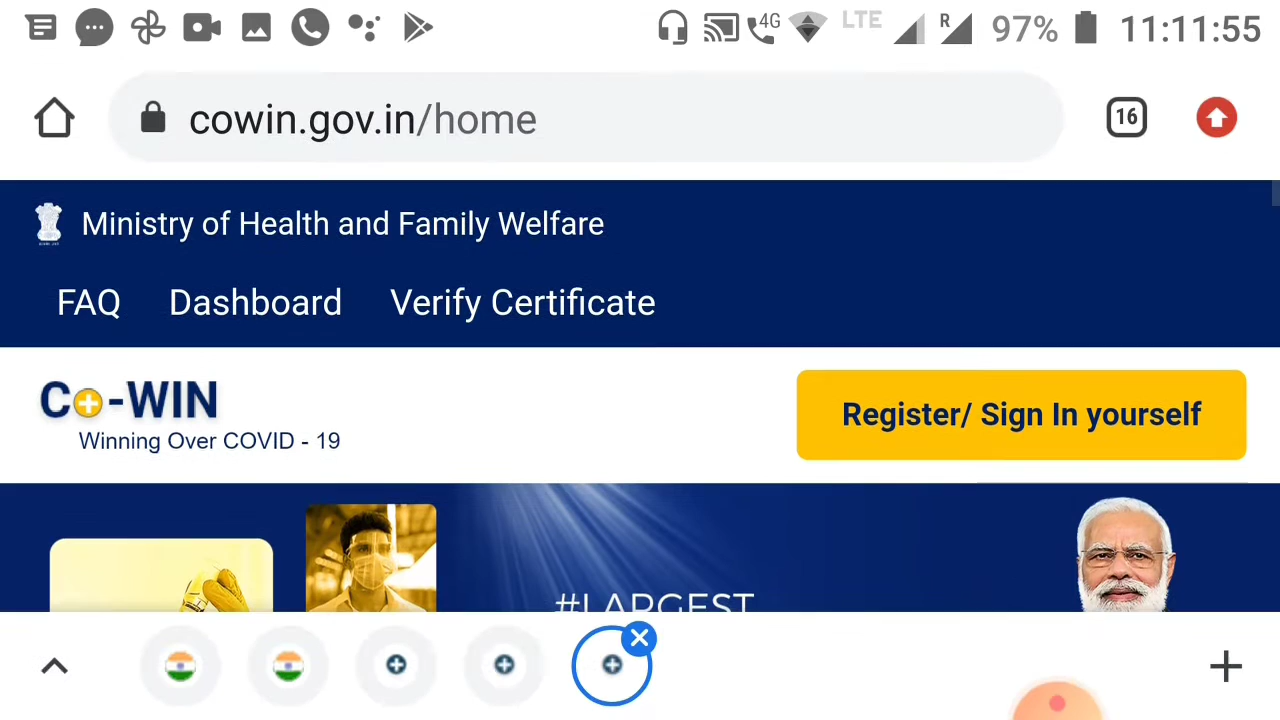 4G LTE R 97% 11:11:55
cowin.gov.in/home 16
Ministry of Health and Family Welfare
FAQ Dashboard Verify Certificate
Co-WIN
Winning Over COVID - 19
Register/ Sign In yourself
#LARGEST